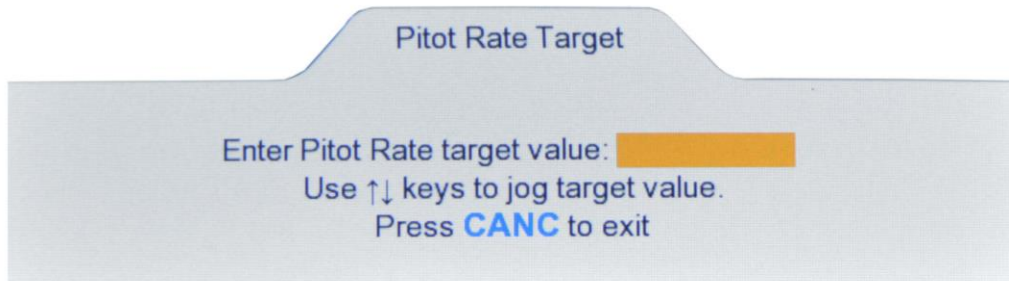 Pitot Rate Target
Enter Pitot Rate target value:
Use ↑↓ keys to jog target value.
Press CANC to exit